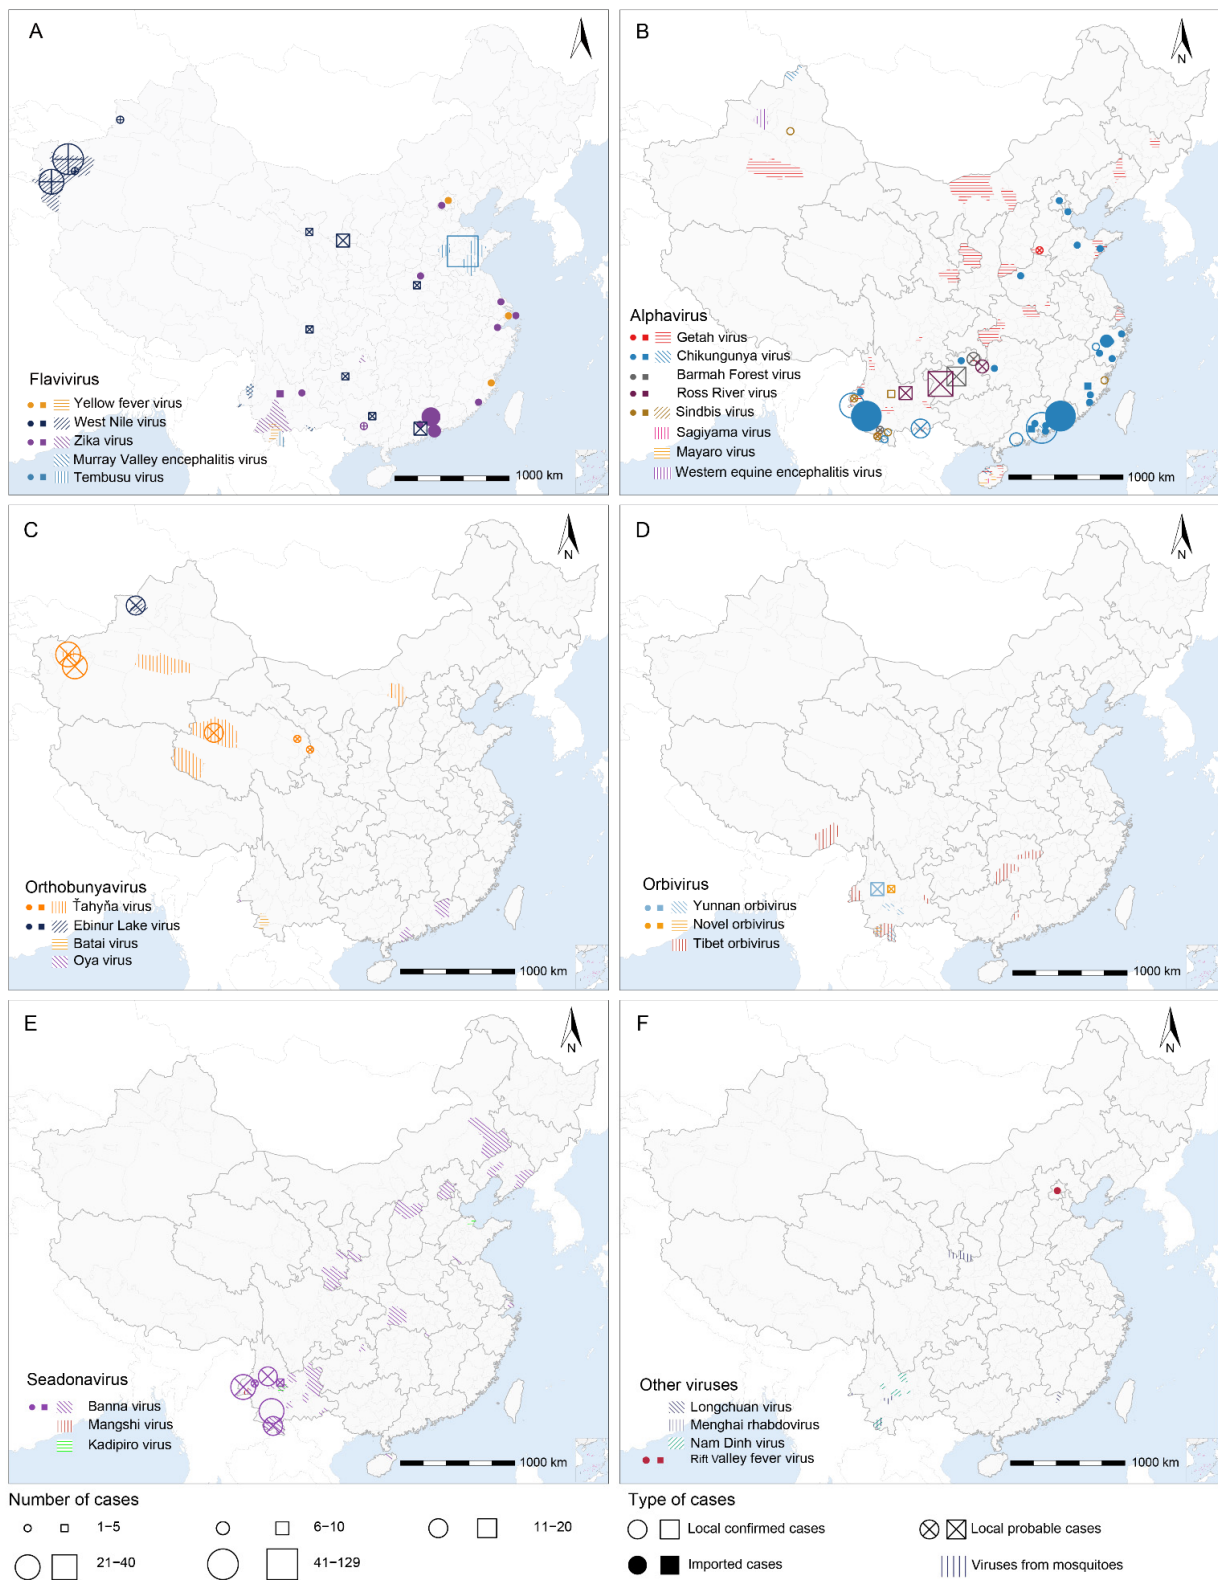 A
Flavivirus
Yellow fever virus
West Nile virus
Zika virus
Murray Valley encephalitis virus
Tembusu virus
1000 km
B
N
Alphavirus
Getah virus
Chikungunya virus
Barmah Forest virus
Ross River virus
Sindbis virus
Sagiyama virus
Mayaro virus
Western equine encephalitis virus
1000 km
C
N
Orthobunyavirus
Ťahyňa virus
Ebinur Lake virus
Batai virus
Oya virus
1000 km
D
N
Orbivirus
Yunnan orbivirus
Novel orbivirus
Tibet orbivirus
1000 km
E
N
Seadonavirus
Banna virus
Mangshi virus
Kadipiro virus
1000 km
F
N
Other viruses
Longchuan virus
Menghai rhabdovirus
Nam Dinh virus
Rift Valley fever virus
1000 km
Number of cases
1−5
6−10
11−20
21−40
41−129
Type of cases
Local confirmed cases
Local probable cases
Imported cases
Viruses from mosquitoes